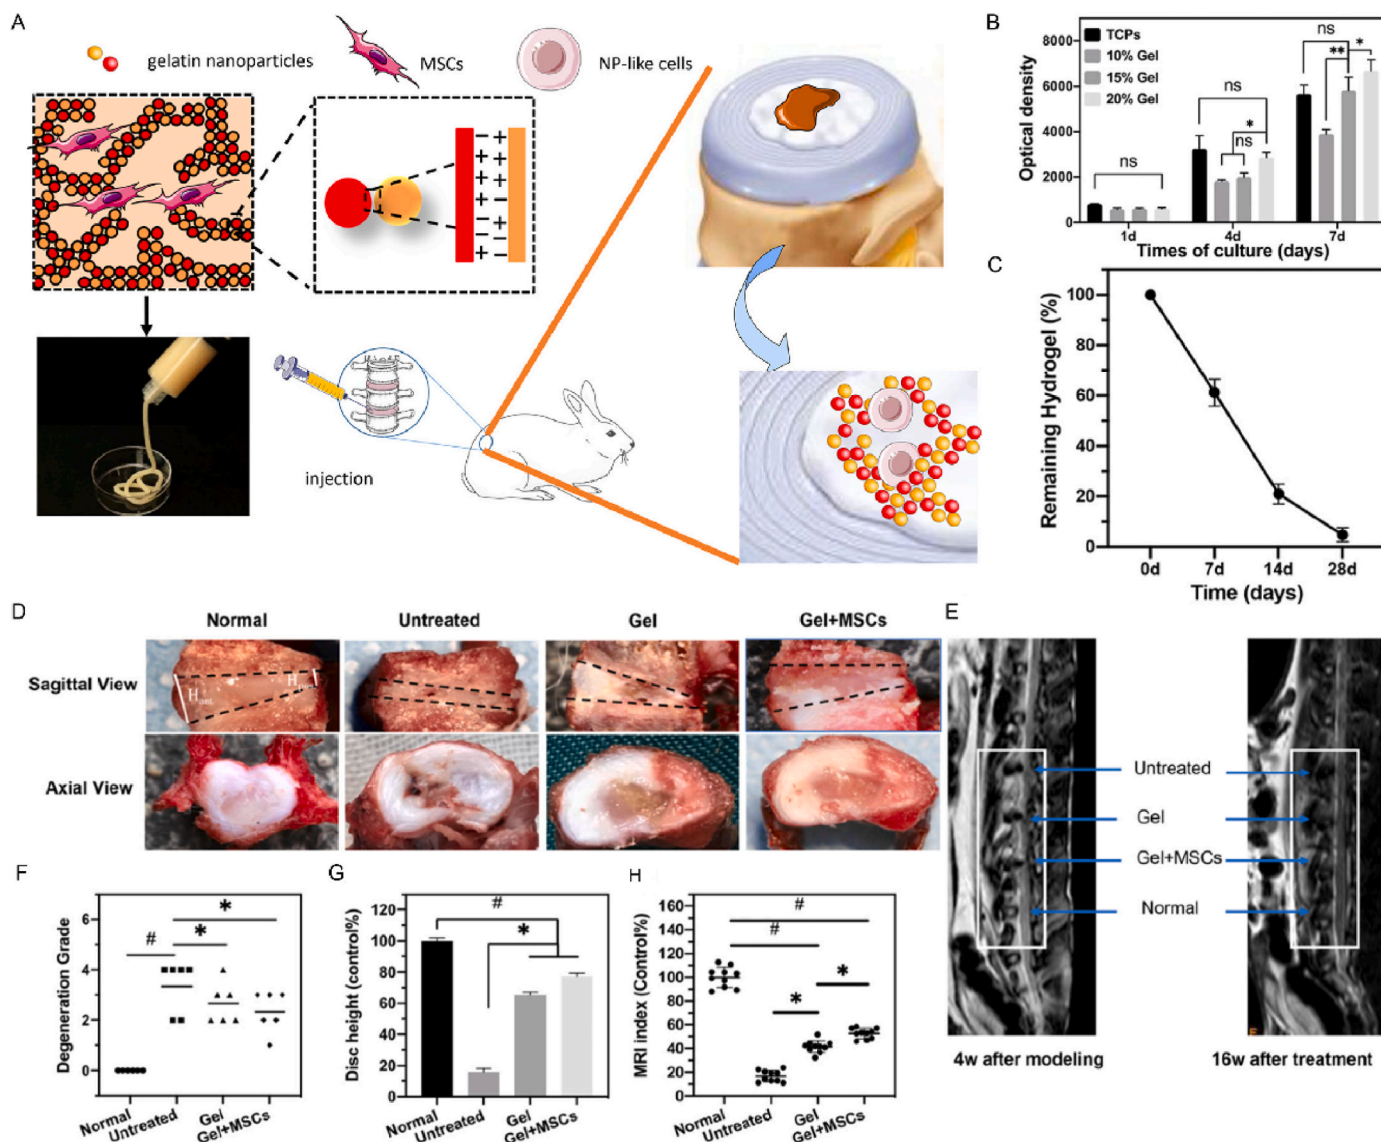 A
gelatin nanoparticles
MSCs
NP-like cells
injection
B
Optical density
8000
6000
4000
2000
0
TCPs
10% Gel
15% Gel
20% Gel
ns
ns
*
ns
ns
**
*
1d
4d
7d
Times of culture (days)
C
Remaining Hydrogel (%)
100
80
60
40
20
0
0d
7d
14d
28d
Time (days)
D
Normal
Untreated
Gel
Gel+MSCs
Sagittal View
Axial View
E
Untreated
Gel
Gel+MSCs
Normal
4w after modeling
16w after treatment
F
Degeneration Grade
6
4
2
0
#
*
*
Normal
Untreated
Gel
Gel+MSCs
G
Disc height (control%)
120
100
80
60
40
20
0
#
*
Normal
Untreated
Gel
Gel+MSCs
H
MRI index (Control%)
160
140
120
100
80
60
40
20
0
#
#
*
*
Normal
Untreated
Gel
Gel+MSCs